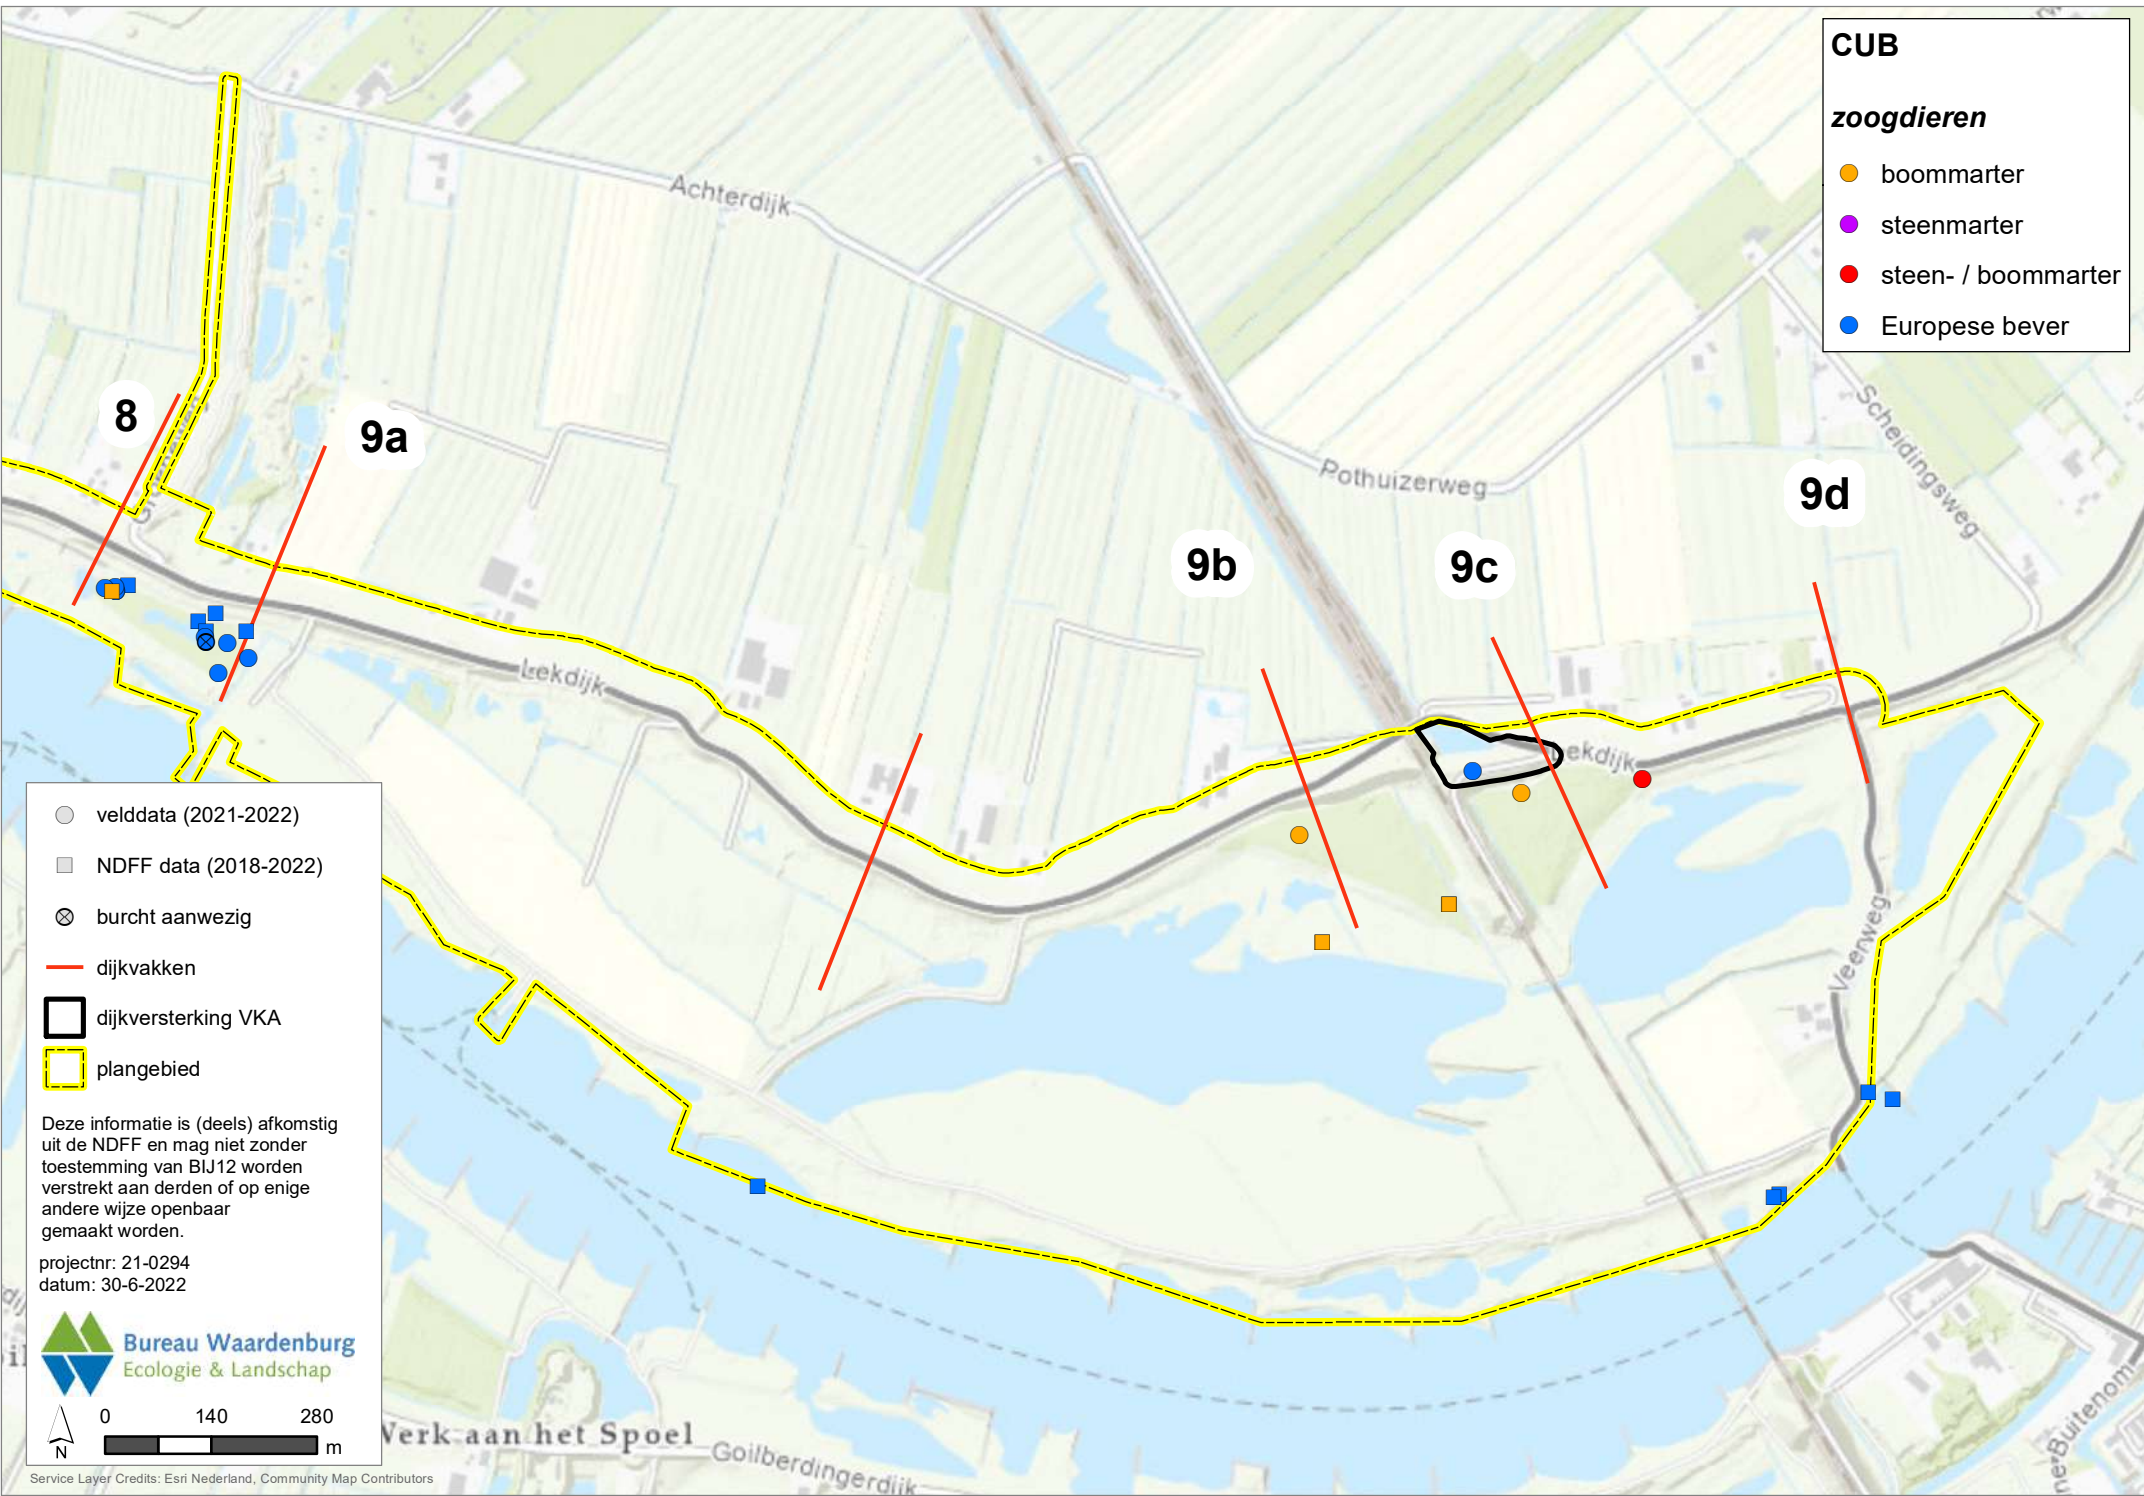 CUB
zoogdieren
boommarter
steenmarter
steen- / boommarter
Europese bever
Achterdijk
8
9a
Pothuizerweg
Scheidingsweg
9d
9b
9c
Lekdijk
ekdijk
Veerweg
velddata (2021-2022)
NDFF data (2018-2022)
burcht aanwezig
dijkvakken
dijkversterking VKA
plangebied
Deze informatie is (deels) afkomstig
uit de NDFF en mag niet zonder
toestemming van BIJ12 worden
verstrekt aan derden of op enige
andere wijze openbaar
gemaakt worden.
projectnr: 21-0294
datum: 30-6-2022
Bureau Waardenburg
Ecologie & Landschap
0 140 280
m
N
Werk aan het Spoel
Goilberdingerdijk
Buitenom
Service Layer Credits: Esri Nederland, Community Map Contributors